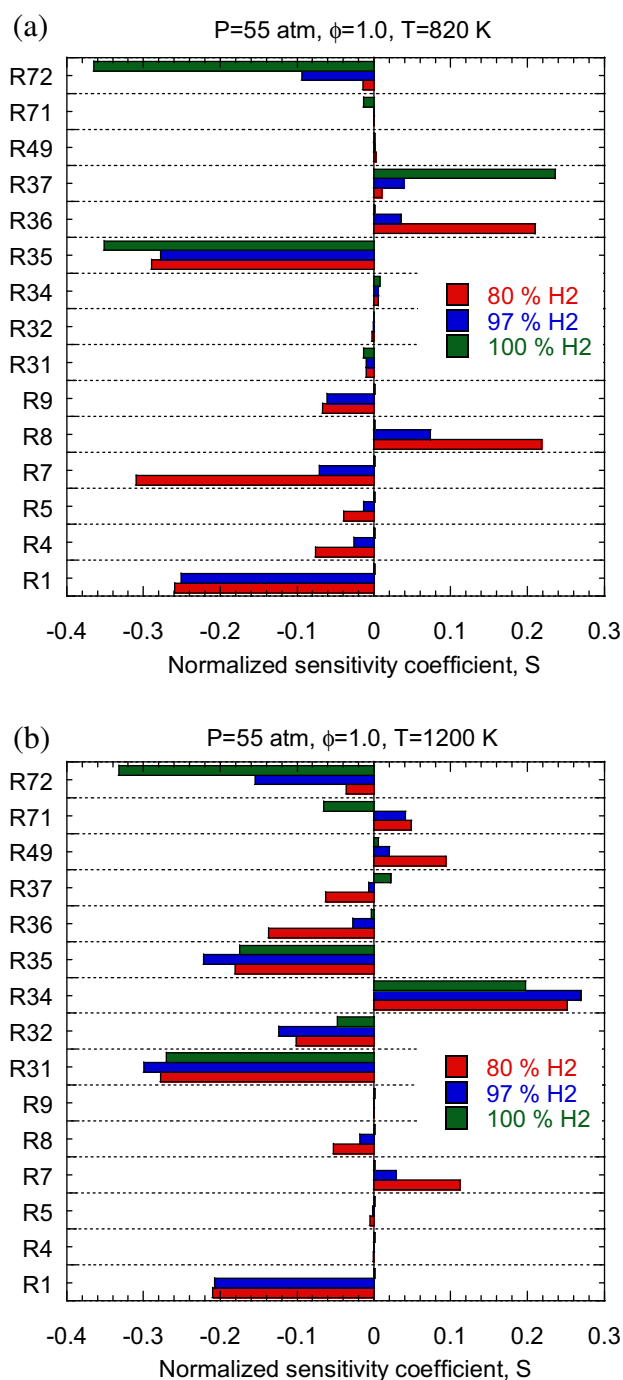 (a)
P=55 atm, ϕ=1.0, T=820 K
R72
R71
R49
R37
R36
R35
R34
R32
R31
R9
R8
R7
R5
R4
R1
80 % H2
97 % H2
100 % H2
-0.4 -0.3 -0.2 -0.1 0 0.1 0.2 0.3
Normalized sensitivity coefficient, S
(b)
P=55 atm, ϕ=1.0, T=1200 K
R72
R71
R49
R37
R36
R35
R34
R32
R31
R9
R8
R7
R5
R4
R1
80 % H2
97 % H2
100 % H2
-0.4 -0.3 -0.2 -0.1 0 0.1 0.2 0.3
Normalized sensitivity coefficient, S